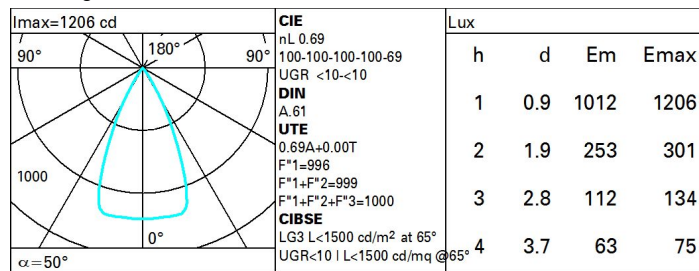 Imax=1206 cd
90°
180°
90°
1000
0°
α=50°
CIE
nL 0.69
100-100-100-100-69
UGR <10-<10
DIN
A.61
UTE
0.69A+0.00T
F"1=996
F"1+F"2=999
F"1+F"2+F"3=1000
CIBSE
LG3 L<1500 cd/m² at 65°
UGR<10 | L<1500 cd/mq @65°
Lux
h d Em Emax
1 0.9 1012 1206
2 1.9 253 301
3 2.8 112 134
4 3.7 63 75